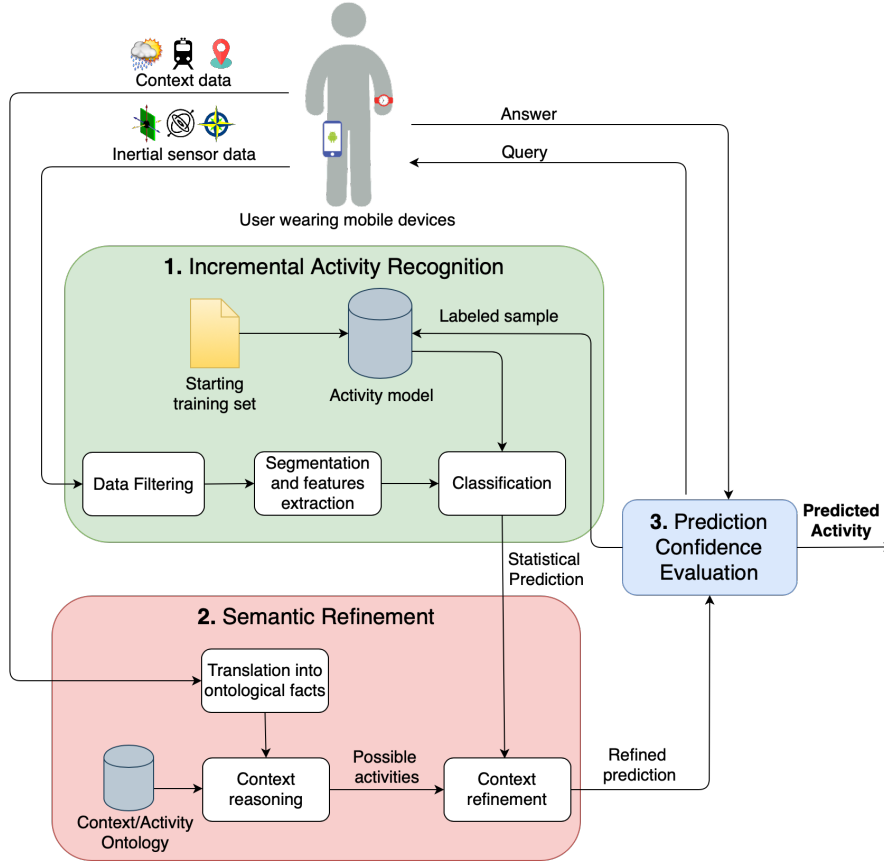 Context data
Inertial sensor data
Answer
Query
User wearing mobile devices
1. Incremental Activity Recognition
Labeled sample
Starting
training set
Activity model
Data Filtering
Segmentation
and features
extraction
Classification
3. Prediction
Confidence
Evaluation
Predicted
Activity
Statistical
Prediction
2. Semantic Refinement
Translation into
ontological facts
Context
reasoning
Possible
activities
Context
refinement
Refined
prediction
Context/Activity
Ontology